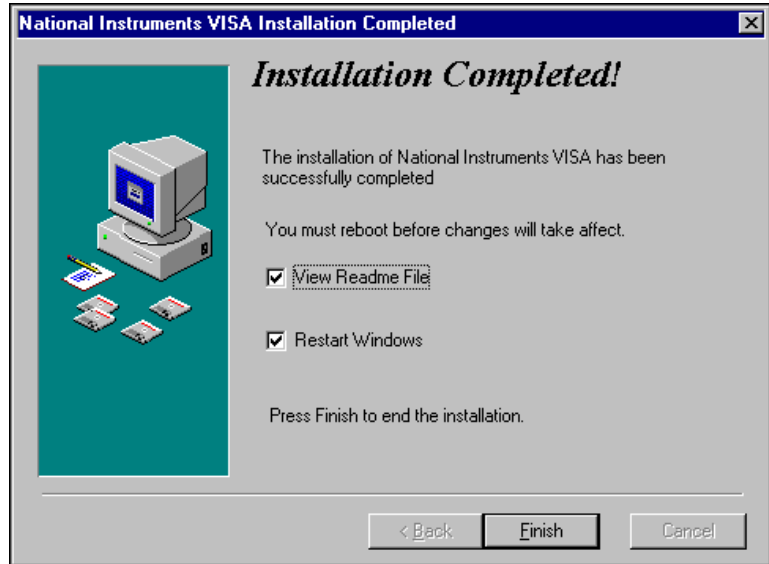 National Instruments VISA Installation Completed
Installation Completed!
The installation of National Instruments VISA has been
successfully completed
You must reboot before changes will take affect.
View Readme File
Restart Windows
Press Finish to end the installation.
< Back
Finish
Cancel